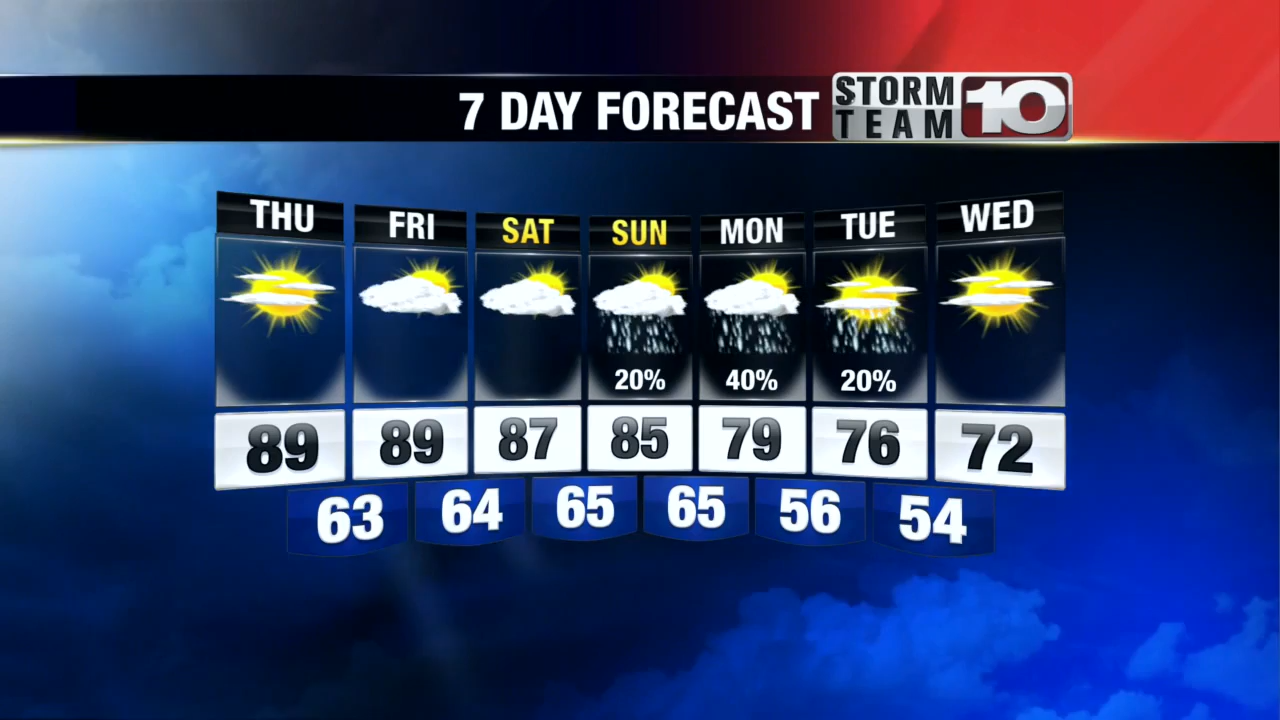 7 DAY FORECAST
STORM TEAM 10
THU FRI SAT SUN MON TUE WED
20% 40% 20%
89 89 87 85 79 76 72
63 64 65 65 56 54